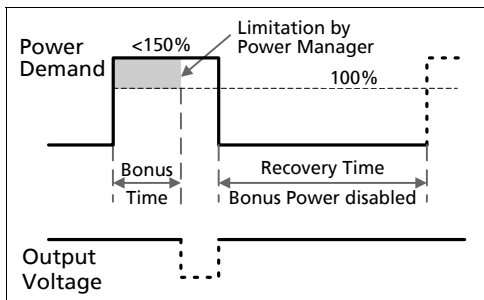 Power
Demand
<150%
Limitation by
Power Manager
100%
Bonus
Time
Recovery Time
Bonus Power disabled
Output
Voltage